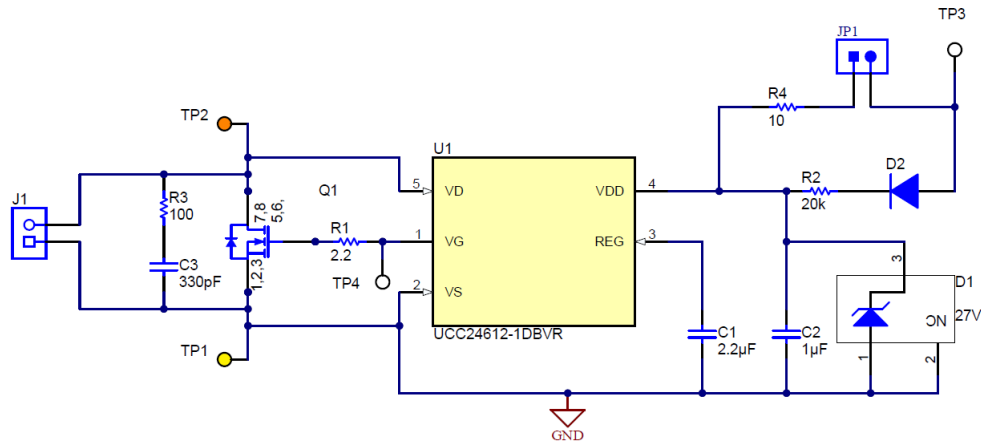 TP3
JP1
R4
10
TP2
U1
D2
Q1
5
VD
VDD
4
R2
20k
J1
R3
100
7,8
5,6,
R1
2.2
1
VG
REG
3
TP4
C3
330pF
1,2,3
2
VS
3
D1
27V
NC
UCC24612-1DBVR
C1
2.2µF
C2
1µF
1
2
TP1
GND